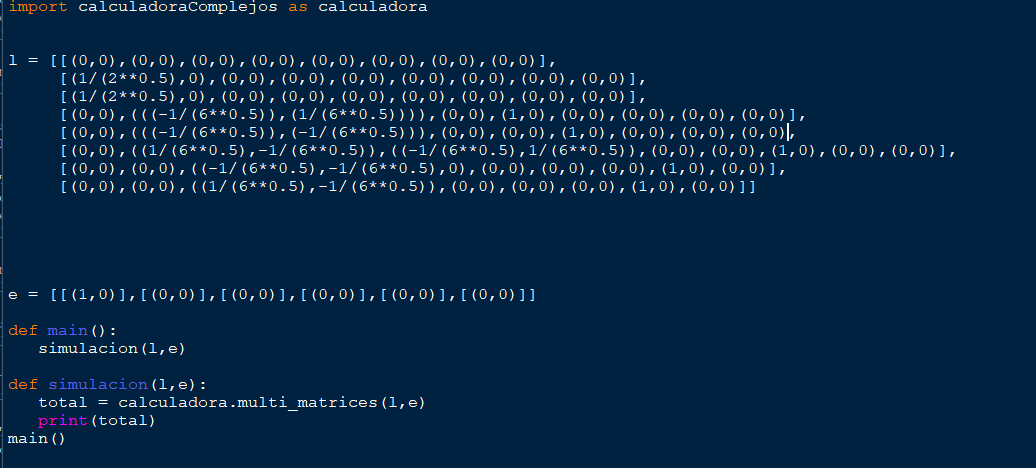 import calculadoraComplejos as calculadora
l = [[(0,0),(0,0),(0,0),(0,0),(0,0),(0,0),(0,0),(0,0)],
[(1/(2**0.5),0),(0,0),(0,0),(0,0),(0,0),(0,0),(0,0),(0,0)],
[(1/(2**0.5),0),(0,0),(0,0),(0,0),(0,0),(0,0),(0,0),(0,0)],
[(0,0),(((-1/(6**0.5)),(1/(6**0.5)))),(0,0),(1,0),(0,0),(0,0),(0,0),(0,0)],
[(0,0),(((-1/(6**0.5)),(-1/(6**0.5))),(0,0),(0,0),(1,0),(0,0),(0,0),(0,0),
[(0,0),((1/(6**0.5),-1/(6**0.5)),((-1/(6**0.5),1/(6**0.5)),(0,0),(0,0),(1,0),(0,0),(0,0)],
[(0,0),(0,0),((-1/(6**0.5),-1/(6**0.5),0),(0,0),(0,0),(0,0),(1,0),(0,0)],
[(0,0),(0,0),((1/(6**0.5),-1/(6**0.5)),(0,0),(0,0),(0,0),(1,0),(0,0)]]
e = [[(1,0)],[(0,0)],[(0,0)],[(0,0)],[(0,0)],[(0,0)]]
def main():
simulacion(l,e)
def simulacion(l,e):
total = calculadora.multi_matrices(l,e)
print(total)
main()